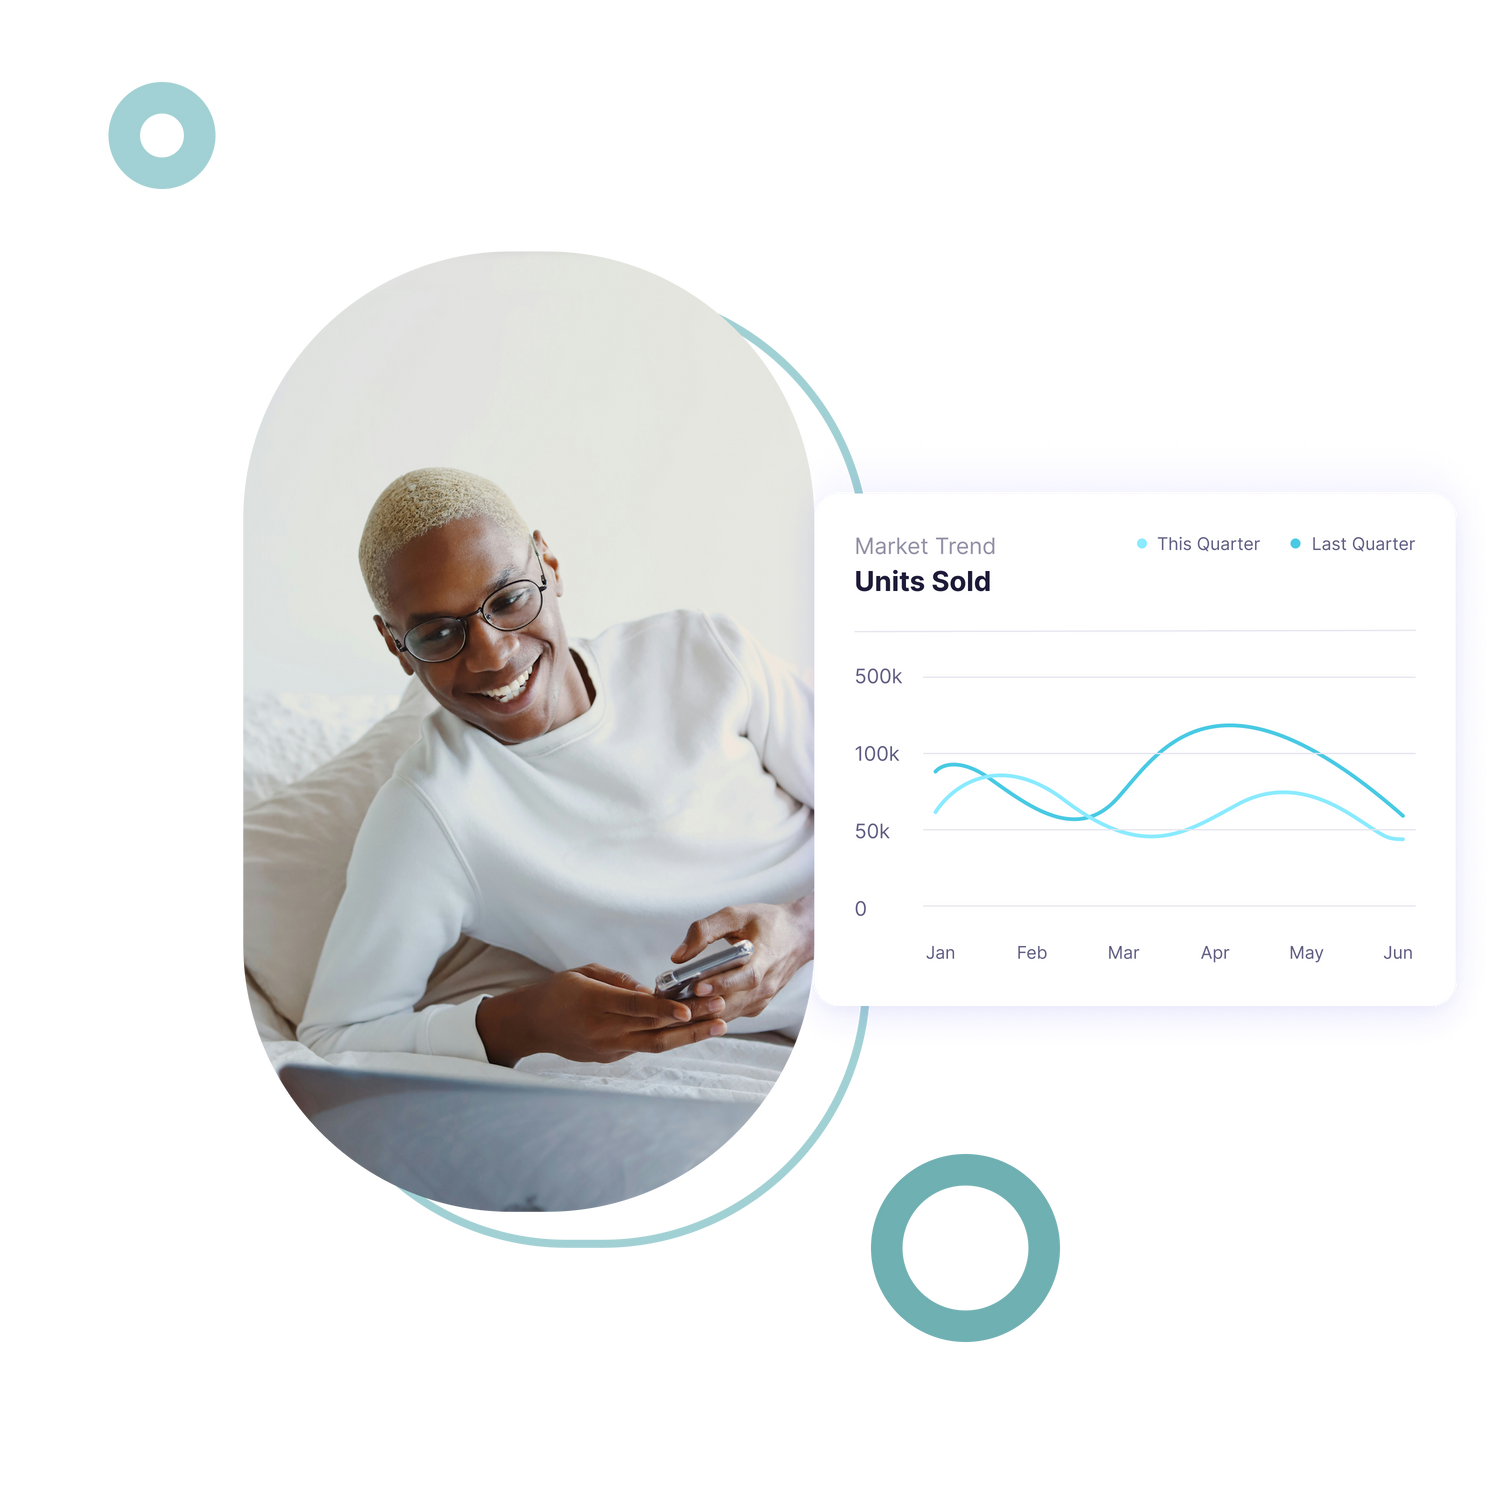 Market Trend
Units Sold
This Quarter
Last Quarter
500k
100k
50k
0
Jan Feb Mar Apr May Jun